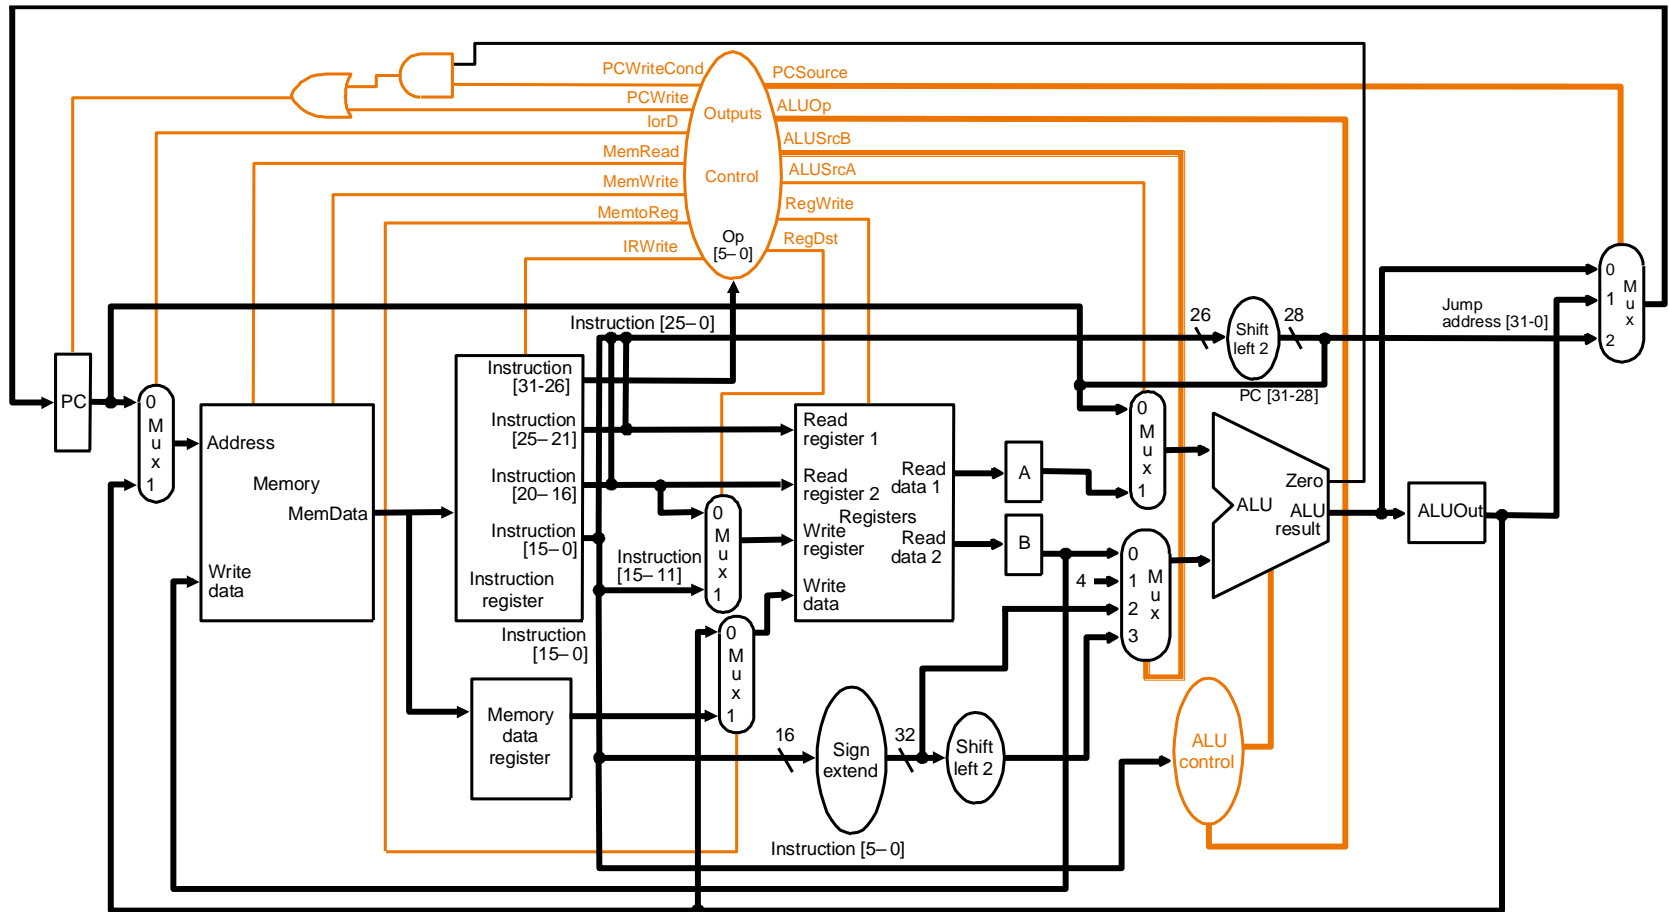 PCWriteCond
PCSource
PCWrite
ALUOp
Outputs
IorD
ALUSrcB
MemRead
ALUSrcA
Control
MemWrite
RegWrite
MemtoReg
RegDst
Op
[5–0]
IRWrite
Instruction [25–0]
26
Shift
left 2
28
Jump
address [31-0]
0
1
2
M
u
x
PC [31-28]
PC
0
M
u
x
1
Address
Memory
MemData
Write
data
Instruction
[31-26]
Instruction
[25–21]
Instruction
[20–16]
Instruction
[15–0]
Instruction
register
Instruction
[15–11]
0
M
u
x
1
Read
register 1
Read
register 2
Registers
Write
register
Write
data
Read
data 1
Read
data 2
A
B
0
M
u
x
1
4
0
1
2
3
M
u
x
Zero
ALU
ALU
result
ALUOut
Instruction
[15–0]
0
M
u
x
1
Memory
data
register
16
Sign
extend
32
Shift
left 2
ALU
control
Instruction [5–0]